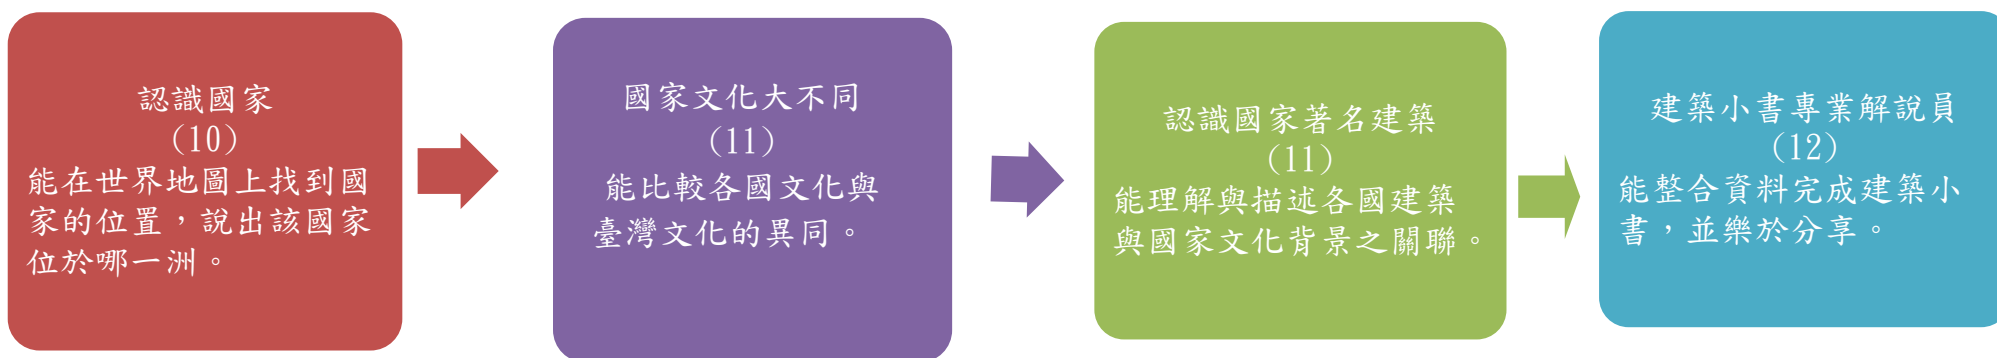 認識國家
(10)
能在世界地圖上找到國
家的位置，說出該國家
位於哪一洲。
國家文化大不同
(11)
能比較各國文化與
臺灣文化的異同。
認識國家著名建築
(11)
能理解與描述各國建築
與國家文化背景之關聯。
建築小書專業解說員
(12)
能整合資料完成建築小
書，並樂於分享。